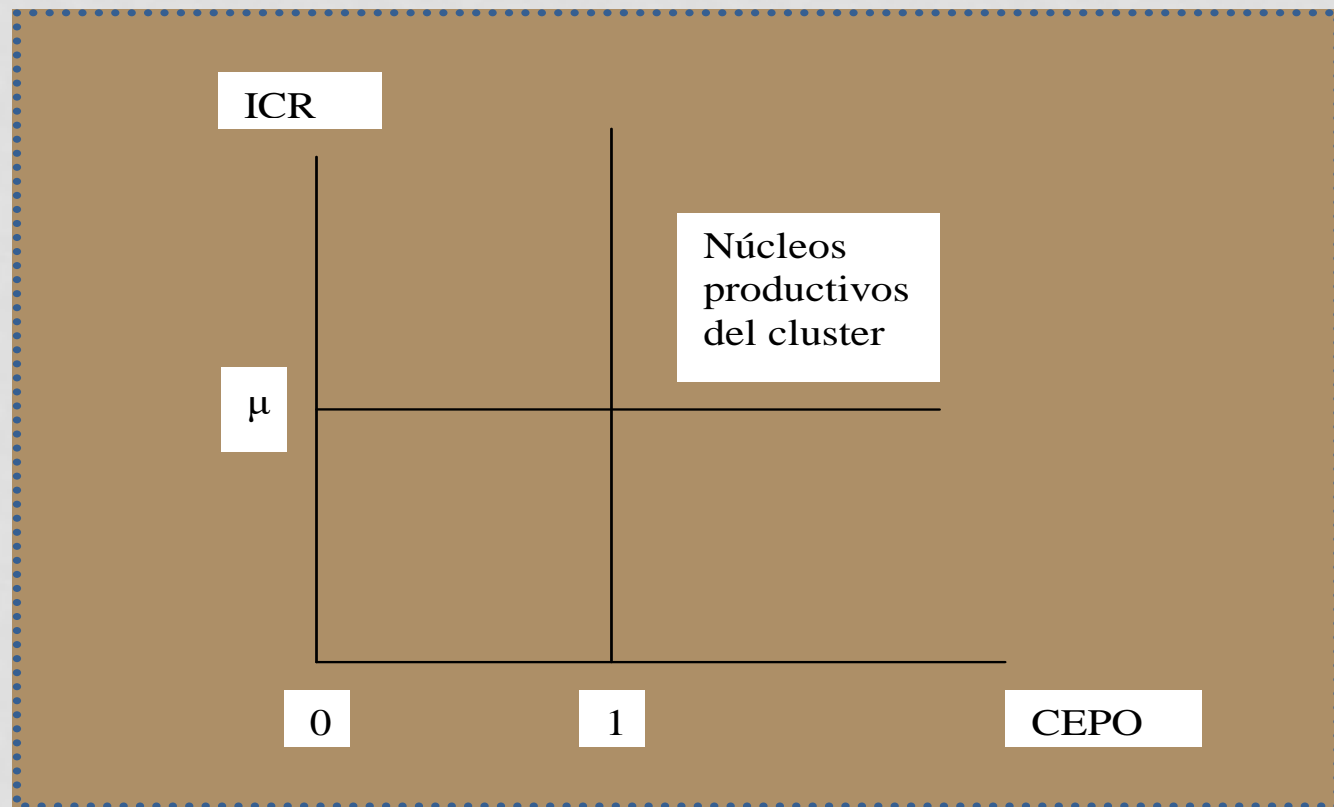 ICR
Núcleos
productivos
del cluster
μ
0
1
CEPO